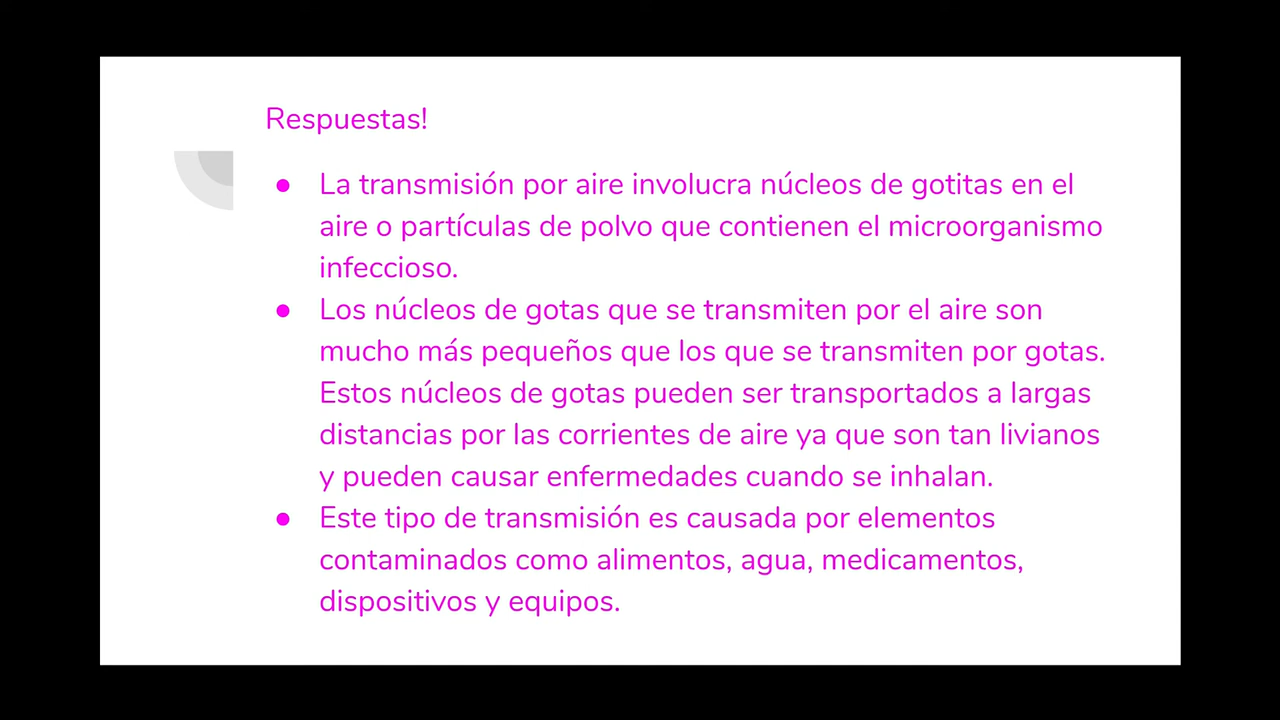 Respuestas!
● La transmisión por aire involucra núcleos de gotitas en el
aire o partículas de polvo que contienen el microorganismo
infeccioso.
● Los núcleos de gotas que se transmiten por el aire son
mucho más pequeños que los que se transmiten por gotas.
Estos núcleos de gotas pueden ser transportados a largas
distancias por las corrientes de aire ya que son tan livianos
y pueden causar enfermedades cuando se inhalan.
● Este tipo de transmisión es causada por elementos
contaminados como alimentos, agua, medicamentos,
dispositivos y equipos.